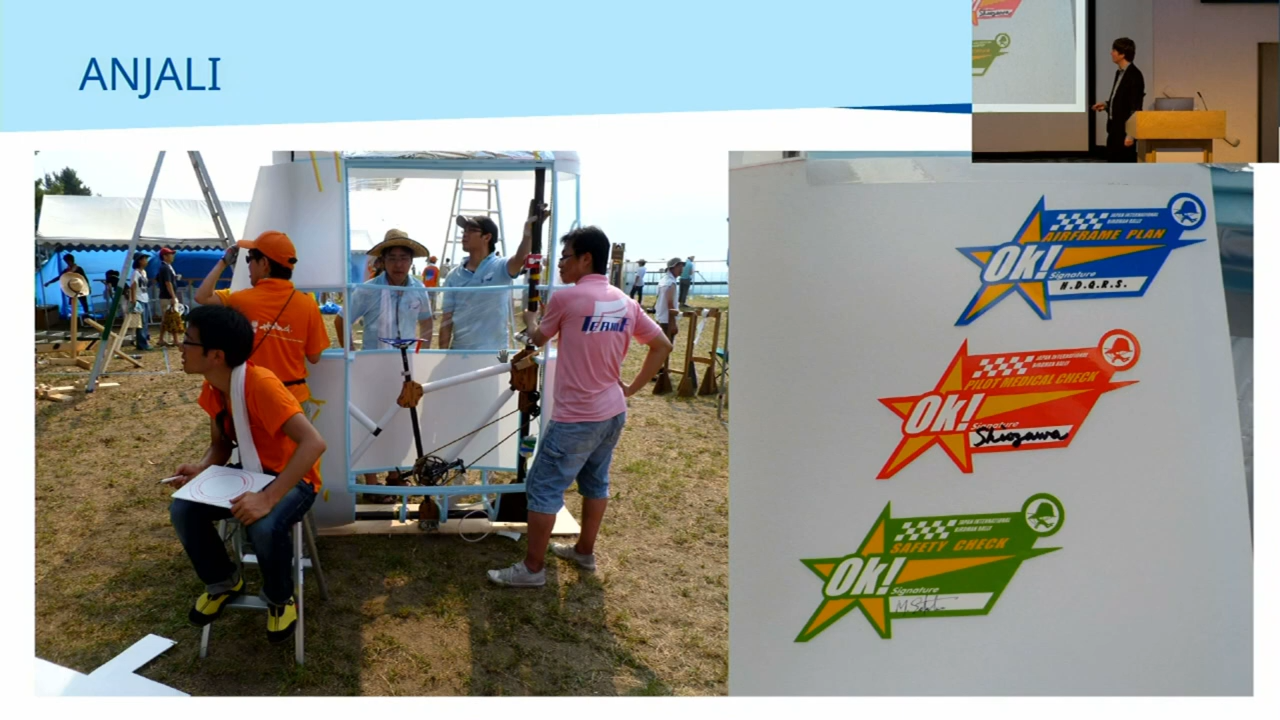 ANJALI
TEAM F
JAPAN INTERNATIONAL
BIRDMAN RALLY
AIRFRAME PLAN
OK!
Signature
H.D.Q.R.S.
JAPAN INTERNATIONAL
BIRDMAN RALLY
PILOT MEDICAL CHECK
OK!
Signature
Shiozawa
JAPAN INTERNATIONAL
BIRDMAN RALLY
SAFETY CHECK
OK!
Signature